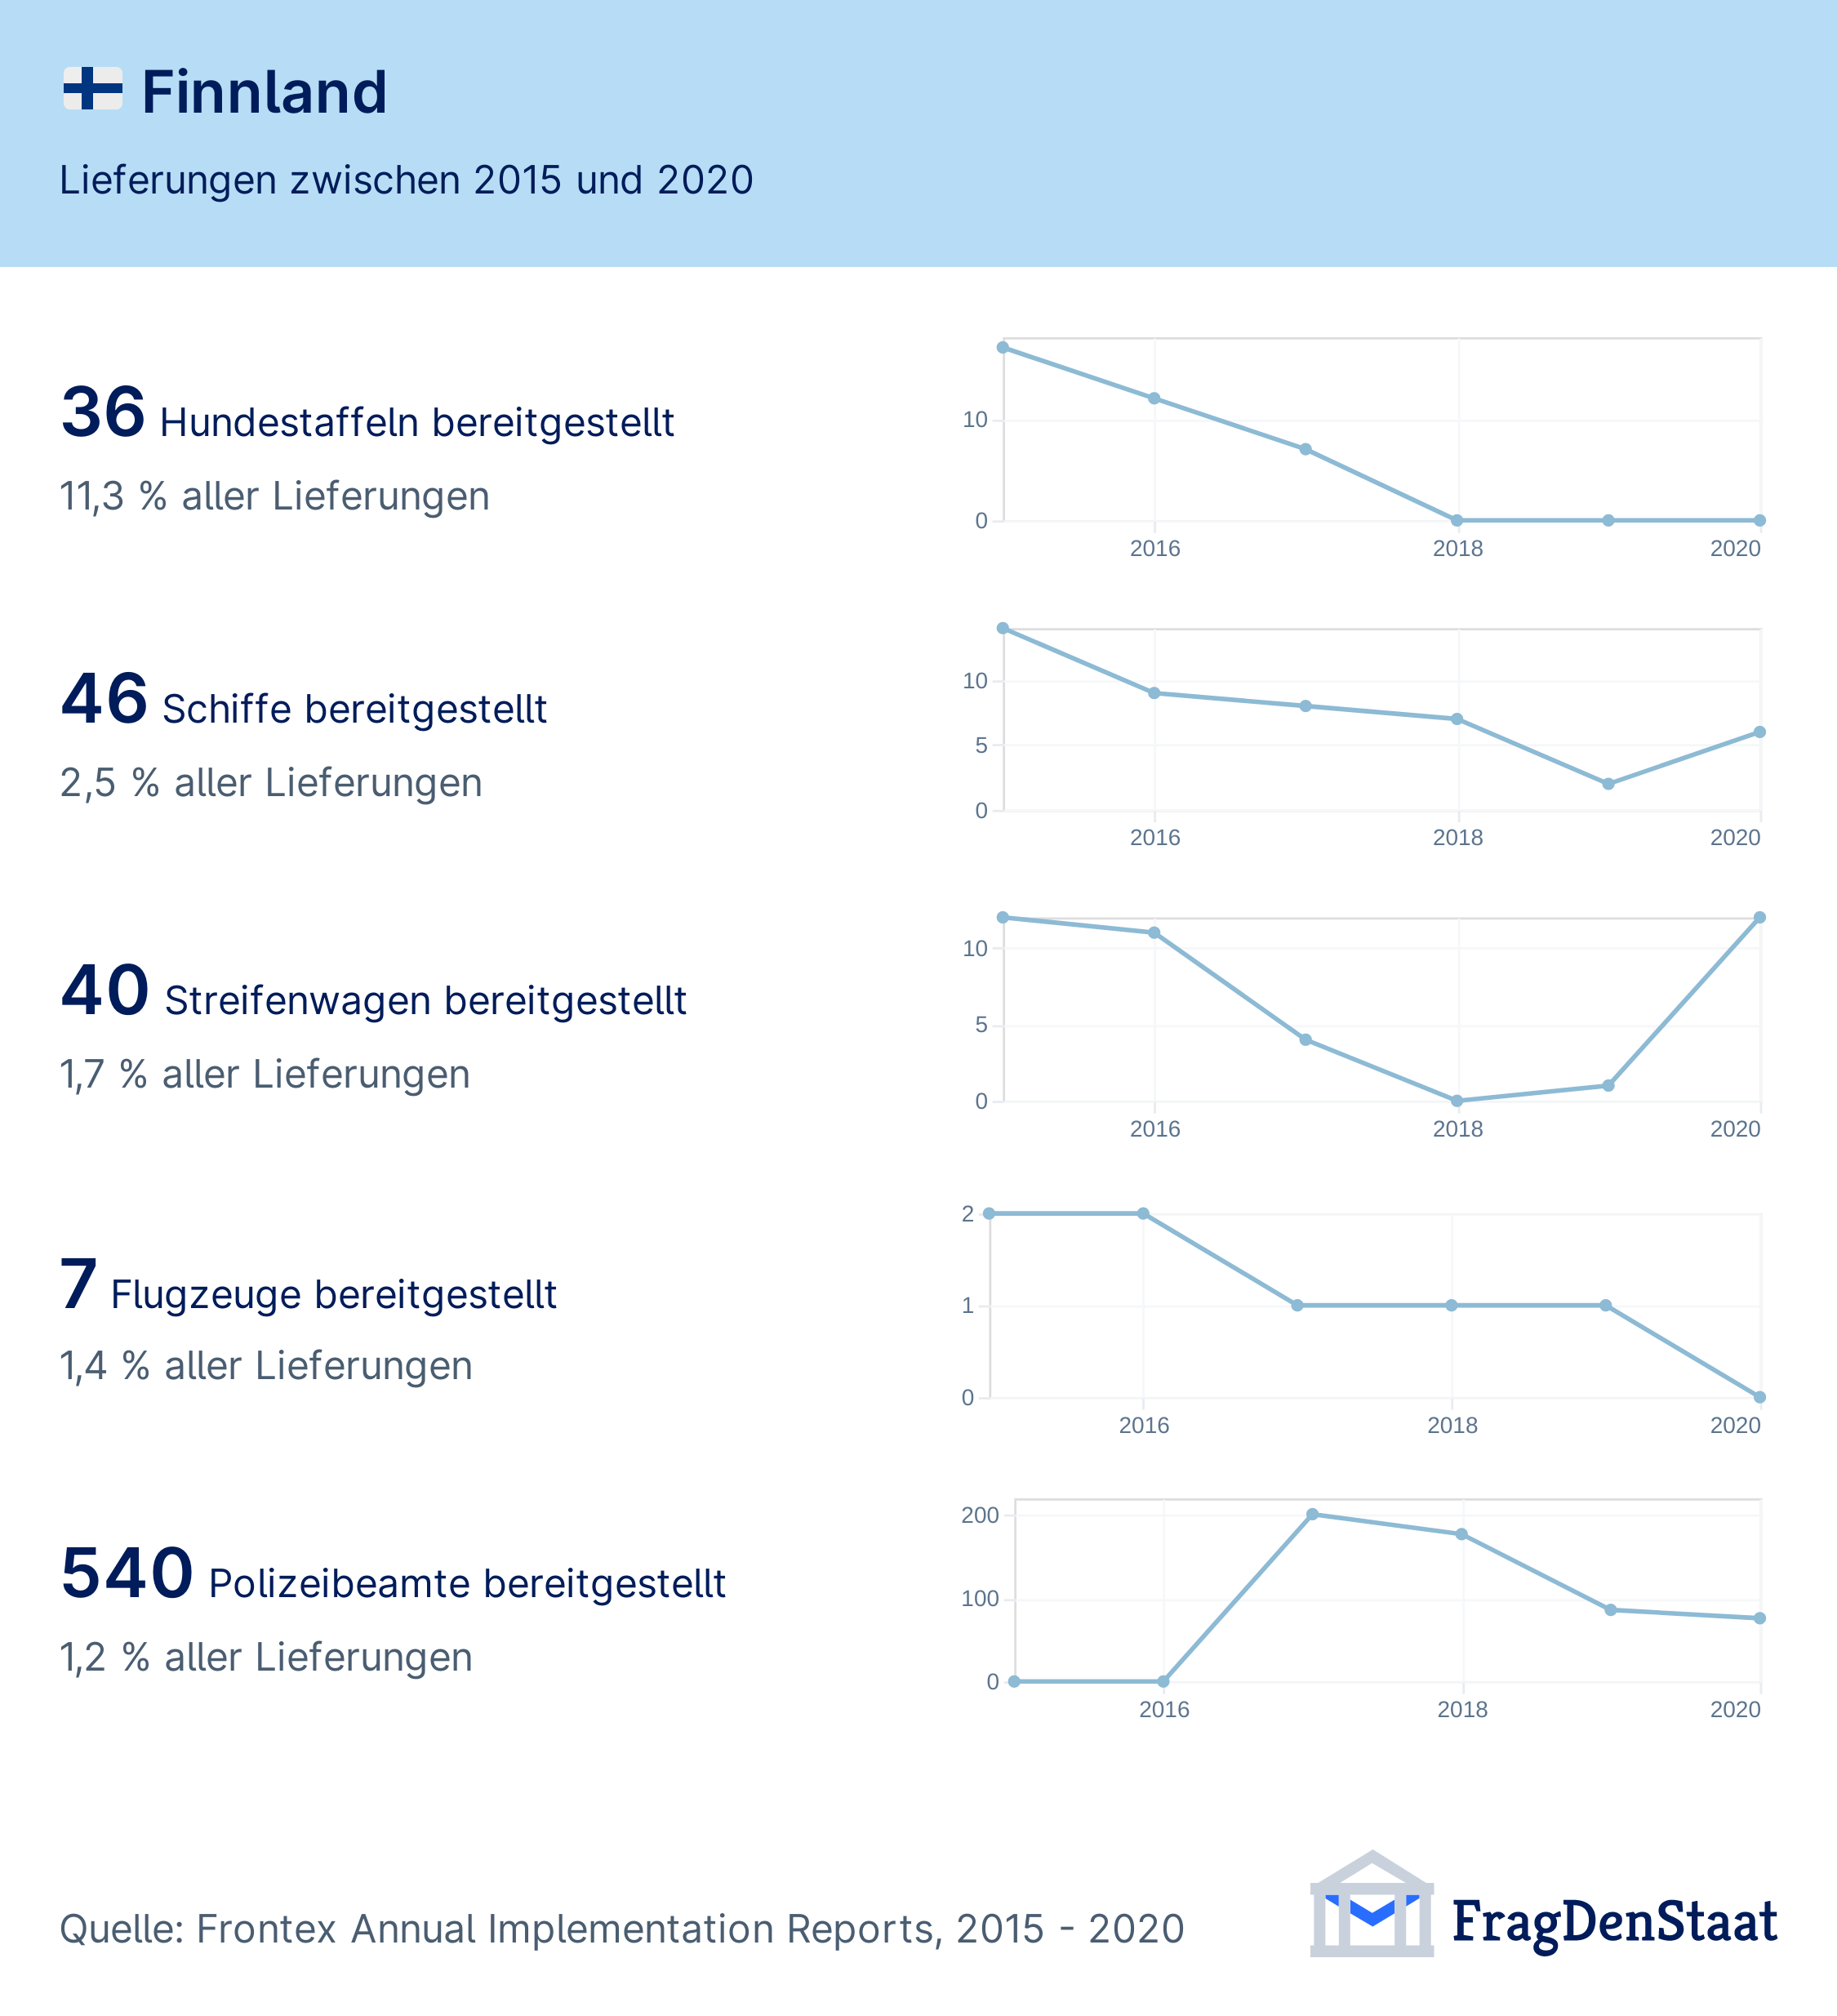 Finnland
Lieferungen zwischen 2015 und 2020
36 Hundestaffeln bereitgestellt
11,3 % aller Lieferungen
10
0
2016 2018 2020
46 Schiffe bereitgestellt
2,5 % aller Lieferungen
10
5
0
2016 2018 2020
40 Streifenwagen bereitgestellt
1,7 % aller Lieferungen
10
5
0
2016 2018 2020
7 Flugzeuge bereitgestellt
1,4 % aller Lieferungen
2
1
0
2016 2018 2020
540 Polizeibeamte bereitgestellt
1,2 % aller Lieferungen
200
100
0
2016 2018 2020
Quelle: Frontex Annual Implementation Reports, 2015 - 2020
FragDenStaat